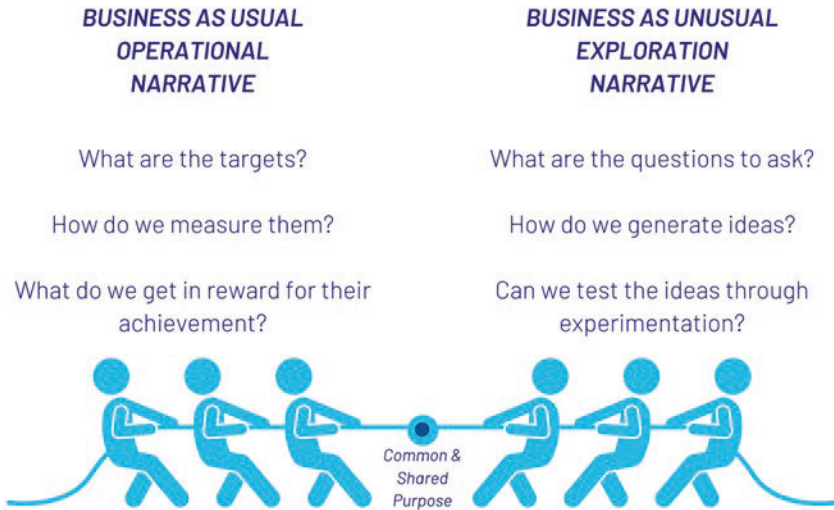 BUSINESS AS USUAL
OPERATIONAL
NARRATIVE
What are the targets?
How do we measure them?
What do we get in reward for their
achievement?
BUSINESS AS UNUSUAL
EXPLORATION
NARRATIVE
What are the questions to ask?
How do we generate ideas?
Can we test the ideas through
experimentation?
Common &
Shared
Purpose